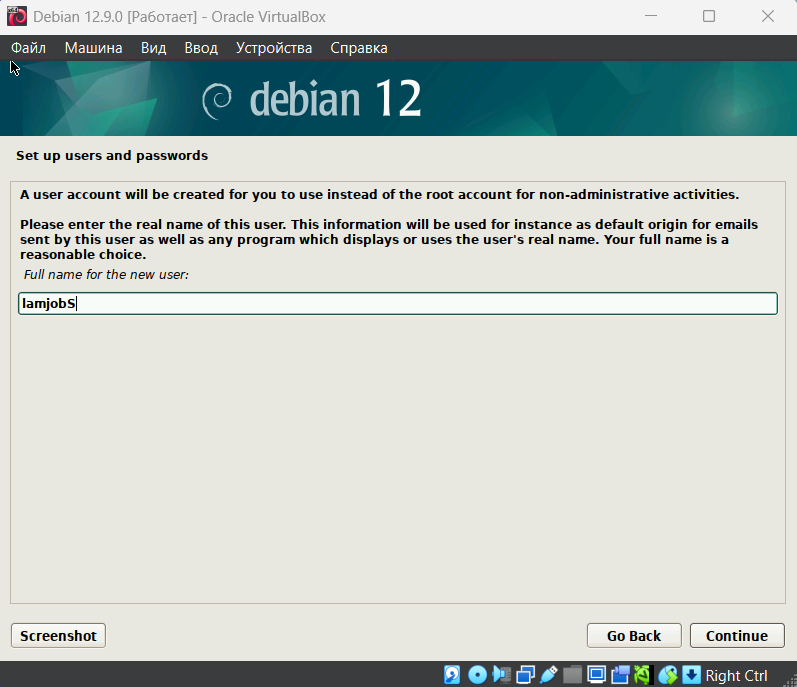 Debian 12.9.0 [Работает] - Oracle VirtualBox
Файл Машина Вид Ввод Устройства Справка
debian 12
Set up users and passwords
A user account will be created for you to use instead of the root account for non-administrative activities.
Please enter the real name of this user. This information will be used for instance as default origin for emails
sent by this user as well as any program which displays or uses the user's real name. Your full name is a
reasonable choice.
Full name for the new user:
lamjobS
Screenshot Go Back Continue
Right Ctrl